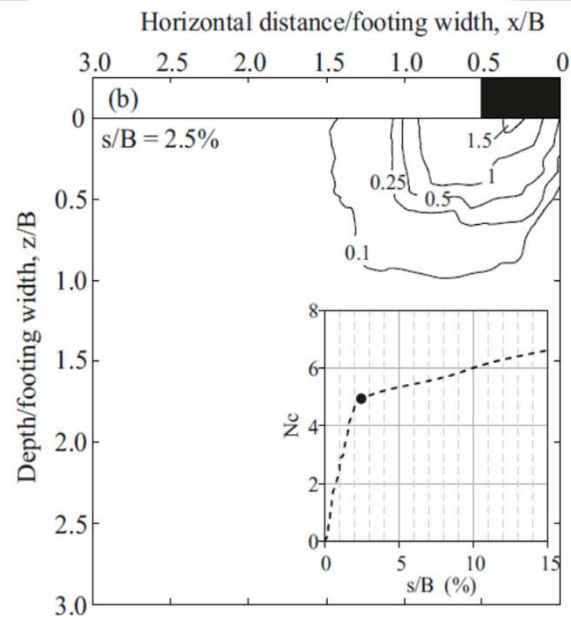 Horizontal distance/footing width, x/B
3.0 2.5 2.0 1.5 1.0 0.5 0
(b)
s/B = 2.5%
Depth/footing width, z/B
0
0.5
1.0
1.5
2.0
2.5
3.0
1.5
1
0.25
0.5
0.1
Nc
8
6
4
2
0
0 5 10 15
s/B (%)